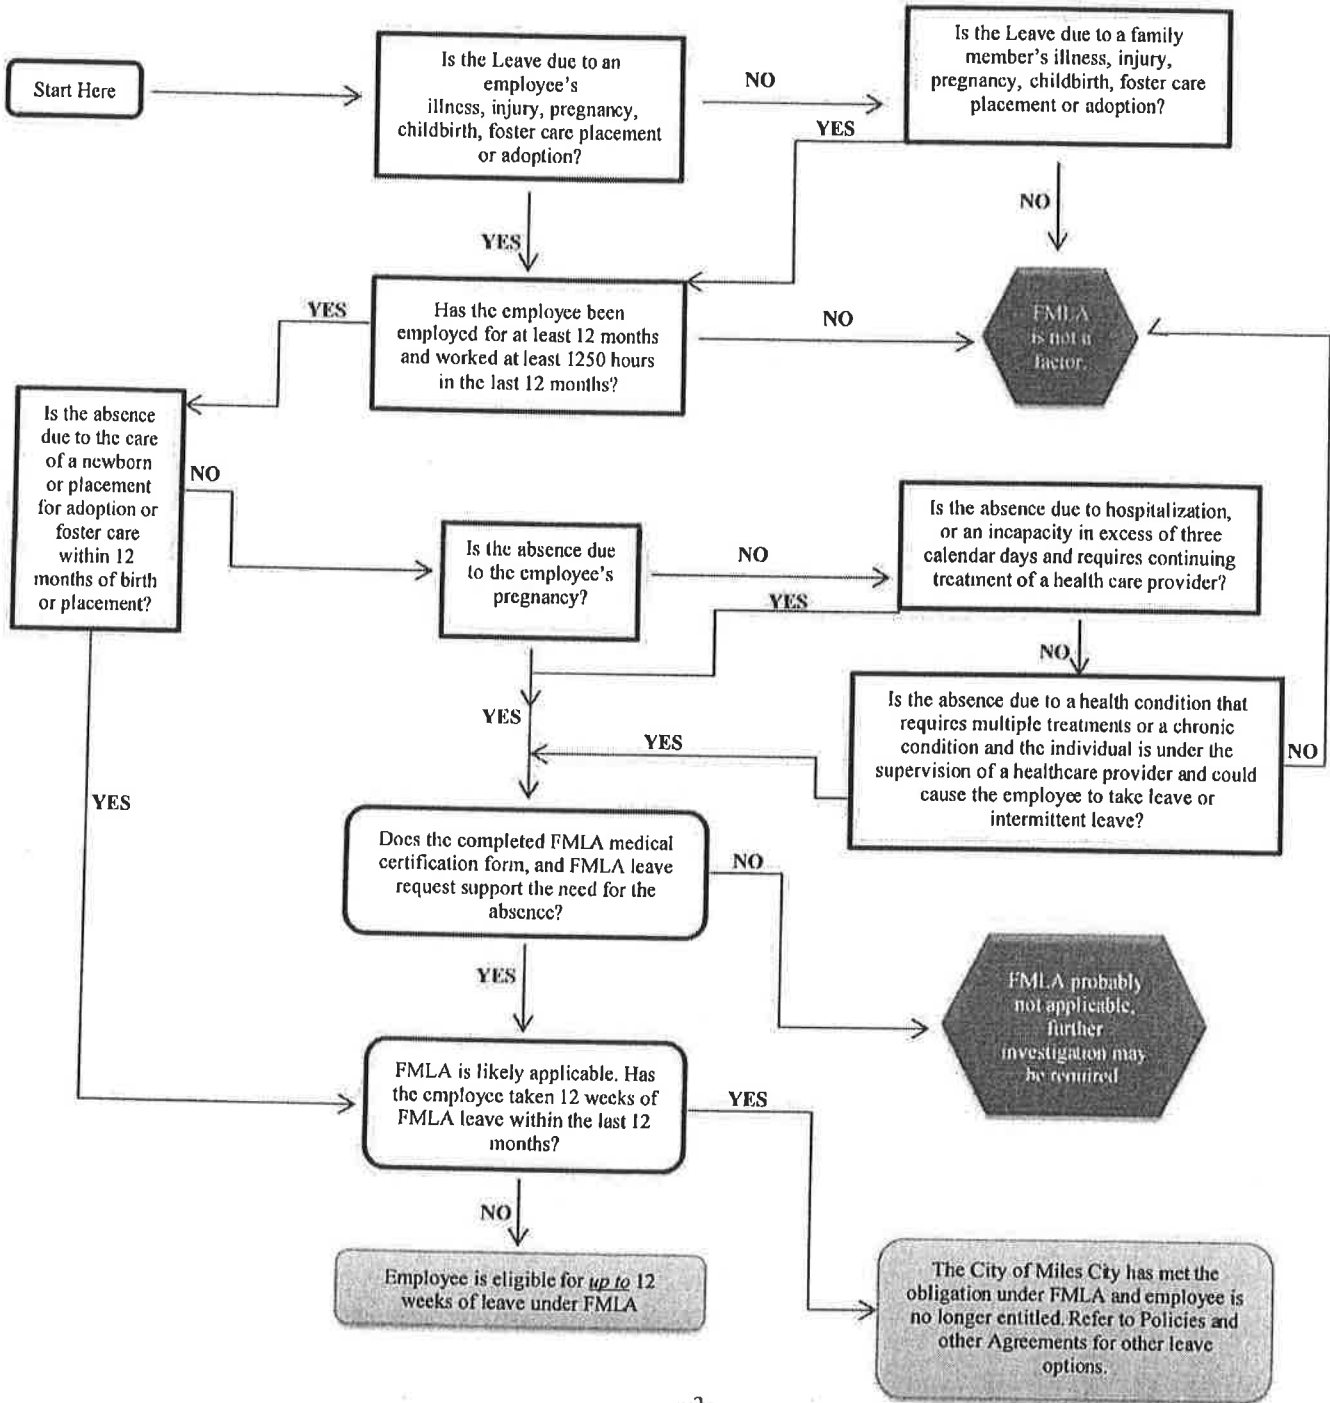 Start Here
Is the Leave due to an
employee's
illness, injury, pregnancy,
childbirth, foster care placement
or adoption?
NO
Is the Leave due to a family
member's illness, injury,
pregnancy, childbirth, foster care
placement or adoption?
YES
NO
YES
Has the employee been
employed for at least 12 months
and worked at least 1250 hours
in the last 12 months?
YES
NO
FMLA
is not a
factor.
Is the absence
due to the care
of a newborn
or placement
for adoption or
foster care
within 12
months of birth
or placement?
NO
Is the absence due
to the employee's
pregnancy?
NO
Is the absence due to hospitalization,
or an incapacity in excess of three
calendar days and requires continuing
treatment of a health care provider?
YES
NO
YES
Is the absence due to a health condition that
requires multiple treatments or a chronic
condition and the individual is under the
supervision of a healthcare provider and could
cause the employee to take leave or
intermittent leave?
YES
NO
YES
Does the completed FMLA medical
certification form, and FMLA leave
request support the need for the
absence?
NO
YES
FMLA probably
not applicable,
further
investigation may
be required
FMLA is likely applicable. Has
the employee taken 12 weeks of
FMLA leave within the last 12
months?
YES
NO
Employee is eligible for up to 12
weeks of leave under FMLA
The City of Miles City has met the
obligation under FMLA and employee is
no longer entitled. Refer to Policies and
other Agreements for other leave
options.